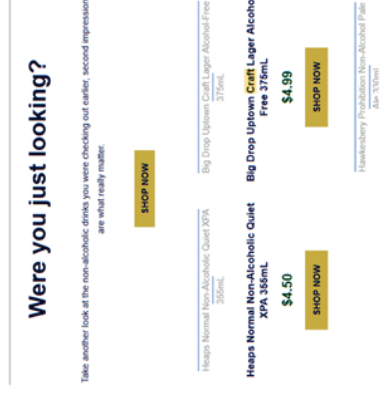 Were you just looking?
Take another look at the non-alcoholic drinks you were checking out earlier, second impression
are what really matter.
SHOP NOW
Heaps Normal Non-Alcoholic Quiet XPA
355mL
Heaps Normal Non-Alcoholic Quiet
XPA 355mL
$4.50
SHOP NOW
Big Drop Uptown Craft Lager Alcohol-Free
375mL
Big Drop Uptown Craft Lager Alcoho
Free 375mL
$4.99
SHOP NOW
Hawkesbery Prohibition Non-Alcohol Pale
Ale 330ml